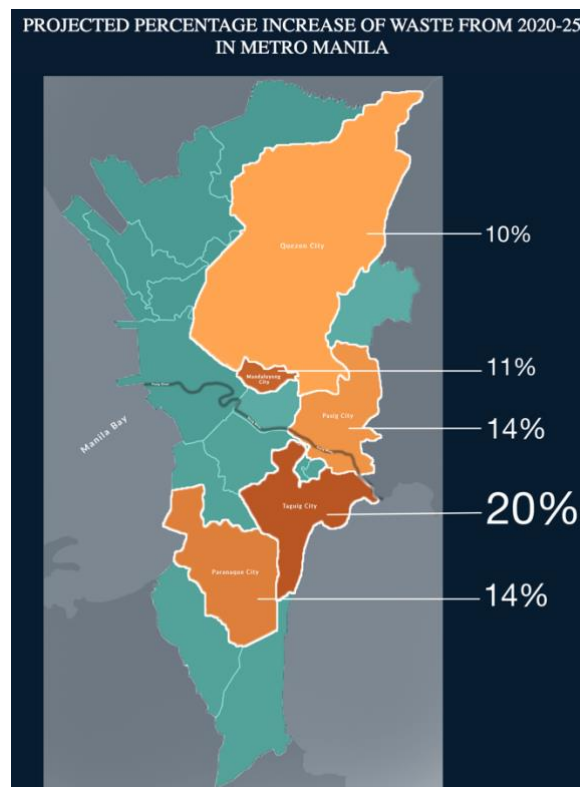 PROJECTED PERCENTAGE INCREASE OF WASTE FROM 2020-25
IN METRO MANILA
Quezon City
10%
Mandaluyong
City
11%
Pasig City
14%
Manila Bay
Taguig City
20%
Paranaque City
14%